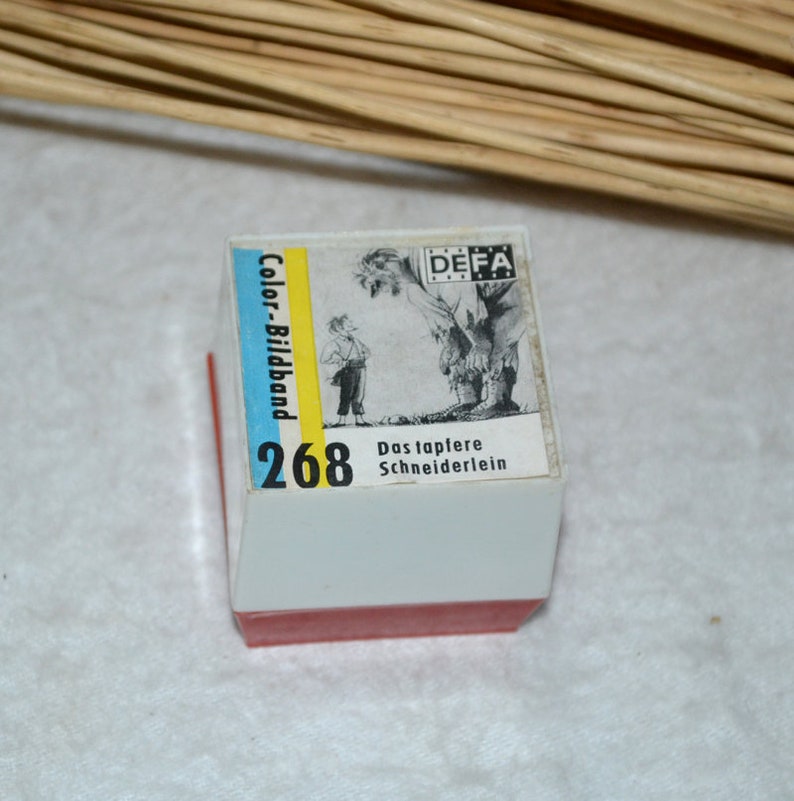 DEFA
Color-Bildband
268
Das tapfere
Schneiderlein